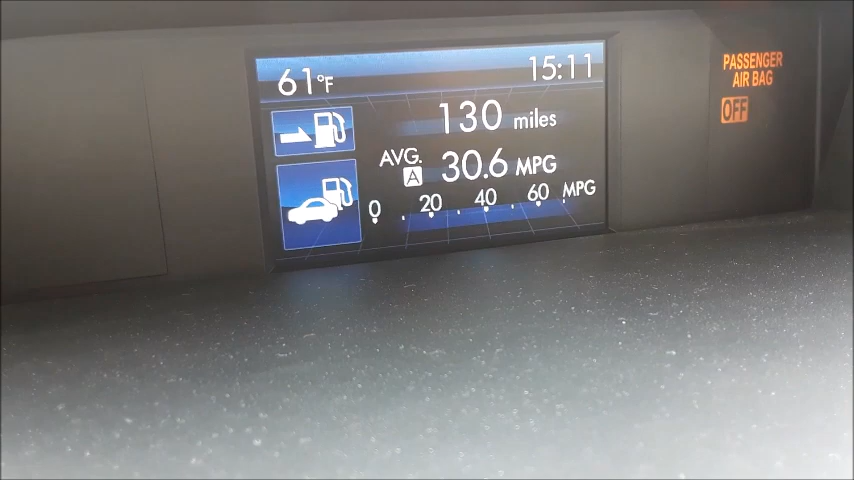 61°F 15:11
130 miles
AVG. A 30.6 MPG
0 20 40 60 MPG
PASSENGER
AIR BAG
OFF